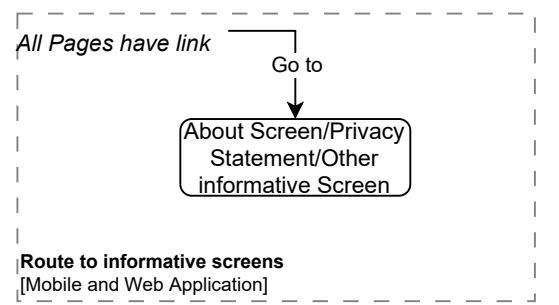 All Pages have link
Go to
About Screen/Privacy
Statement/Other
informative Screen
Route to informative screens
[Mobile and Web Application]